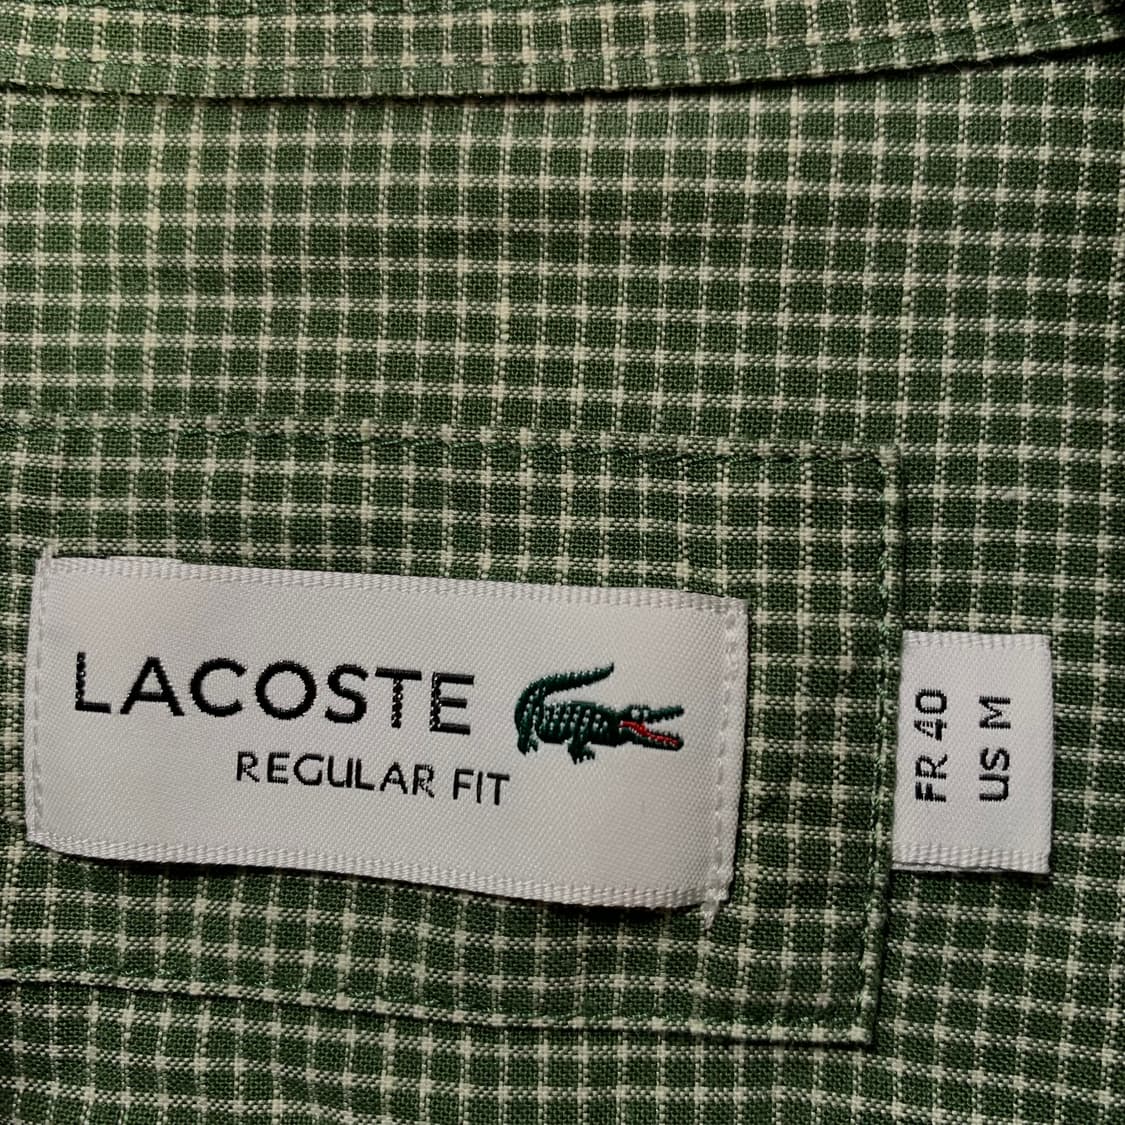 LACOSTE
REGULAR FIT
FR 40
US M